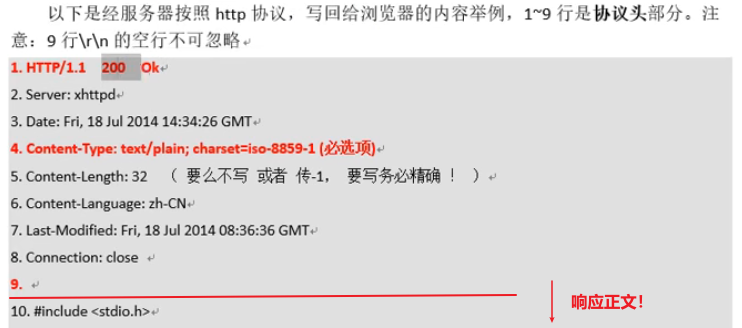 以下是经服务器按照 http 协议，写回给浏览器的内容举例，1~9 行是协议头部分。注
意：9 行\r\n 的空行不可忽略
1. HTTP/1.1 200 Ok
2. Server: xhttpd
3. Date: Fri, 18 Jul 2014 14:34:26 GMT
4. Content-Type: text/plain; charset=iso-8859-1 (必选项)
5. Content-Length: 32 （ 要么不写 或者 传-1， 要写务必精确 ！ ）
6. Content-Language: zh-CN
7. Last-Modified: Fri, 18 Jul 2014 08:36:36 GMT
8. Connection: close
9.
响应正文！
10. #include <stdio.h>